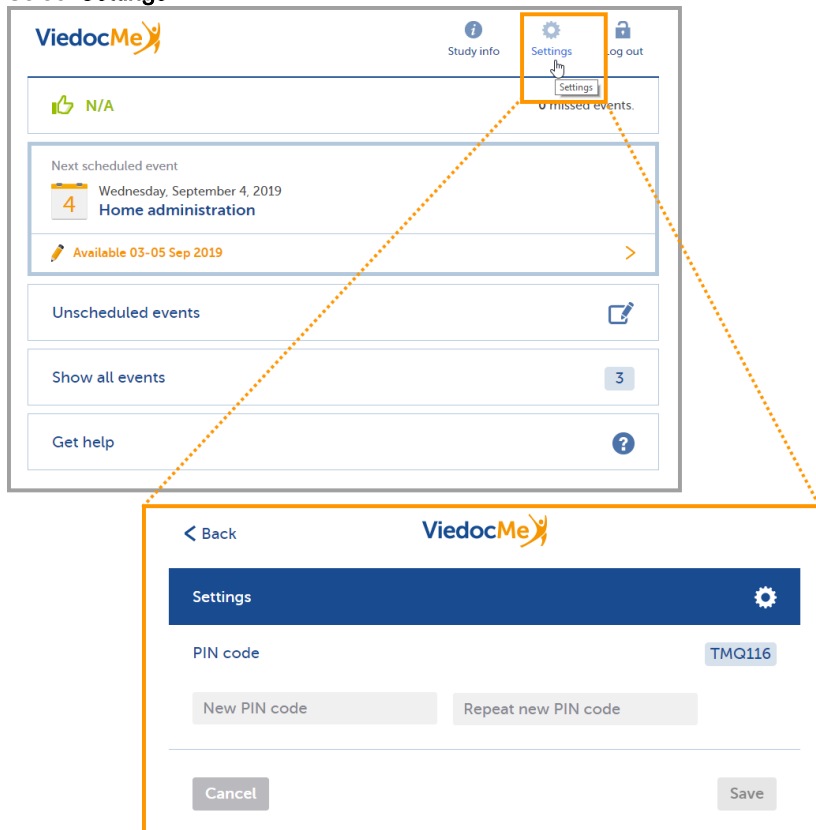 ViedocMe
Study info
Settings
Log out
Settings
N/A
0 missed events.
Next scheduled event
4
Wednesday, September 4, 2019
Home administration
Available 03-05 Sep 2019
Unscheduled events
Show all events
3
Get help
Back
ViedocMe
Settings
PIN code
TMQ116
New PIN code
Repeat new PIN code
Cancel
Save